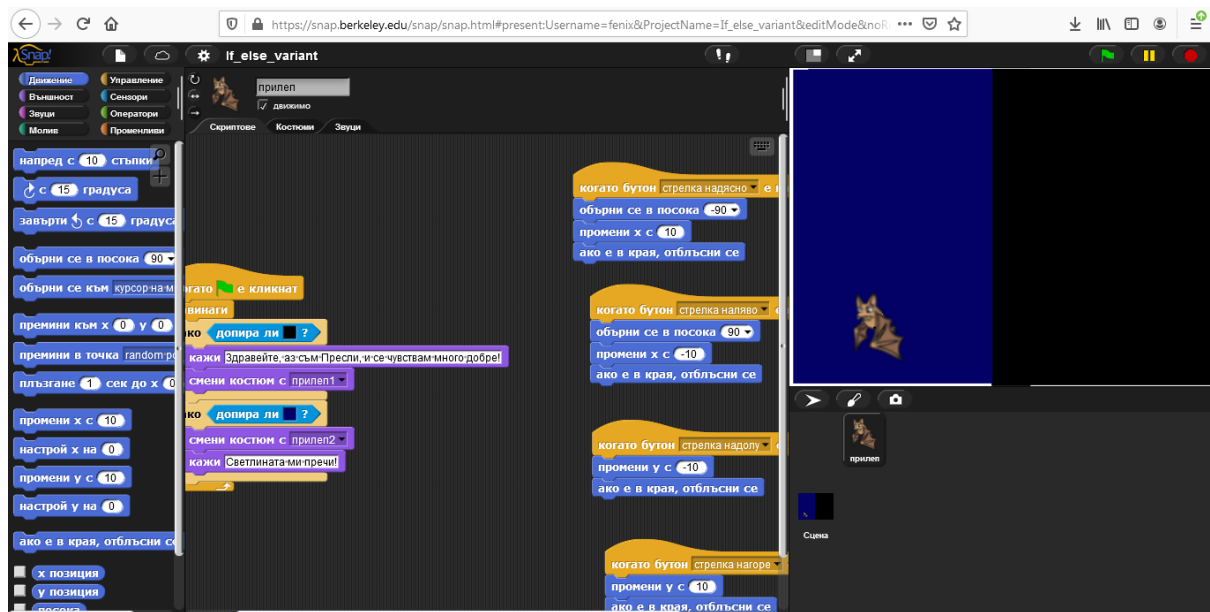 https://snap.berkeley.edu/snap/snap.html#present:Username=fenix&ProjectName=If_else_variant&editMode&noR
Snap!
If_else_variant
Движение
Управление
Външност
Сензори
Звуци
Оператори
Молив
Променливи
напред с 10 стъпки
с 15 градуса
завърти с 15 градуса
обърни се в посока 90
обърни се към курсор на м
премини към x 0 y 0
премини в точка random po
плъзгане 1 сек до x 0
промени x с 10
настрой x на 0
промени y с 10
настрой y на 0
ако е в края, отблъсни се
x позиция
y позиция
посока
прилеп
движимо
Скриптове Костюми Звуци
огато е кликнат
винаги
ко допира ли ?
кажи Здравейте,·аз·съм·Пресли,·и·се·чувствам·много·добре!
смени костюм с прилеп1
ко допира ли ?
смени костюм с прилеп2
кажи Светлината·ми·пречи!
когато бутон стрелка надясно е н
обърни се в посока -90
промени x с 10
ако е в края, отблъсни се
когато бутон стрелка наляво е
обърни се в посока 90
промени x с -10
ако е в края, отблъсни се
когато бутон стрелка надолу е
промени y с -10
ако е в края, отблъсни се
когато бутон стрелка нагоре
промени y с 10
ако е в края, отблъсни се
прилеп
Сцена